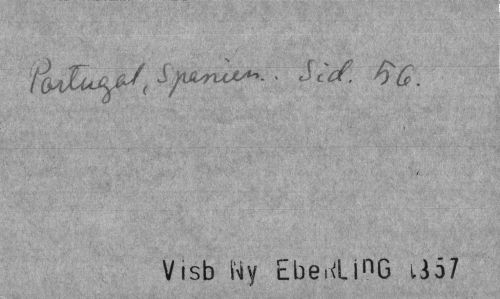 Portugal, Spanien. Sid. 56.
Visb Ny EbeRLinG 1357